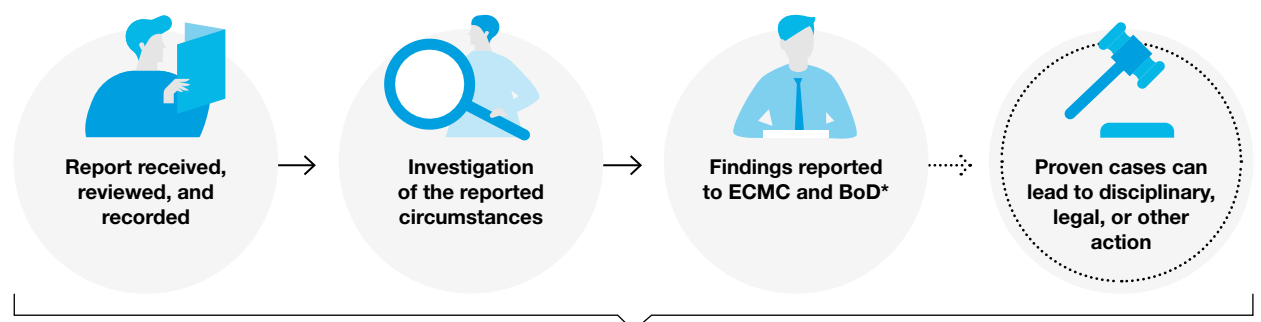 Report received,
reviewed, and
recorded
Investigation
of the reported
circumstances
Findings reported
to ECMC and BoD*
Proven cases can
lead to disciplinary,
legal, or other
action